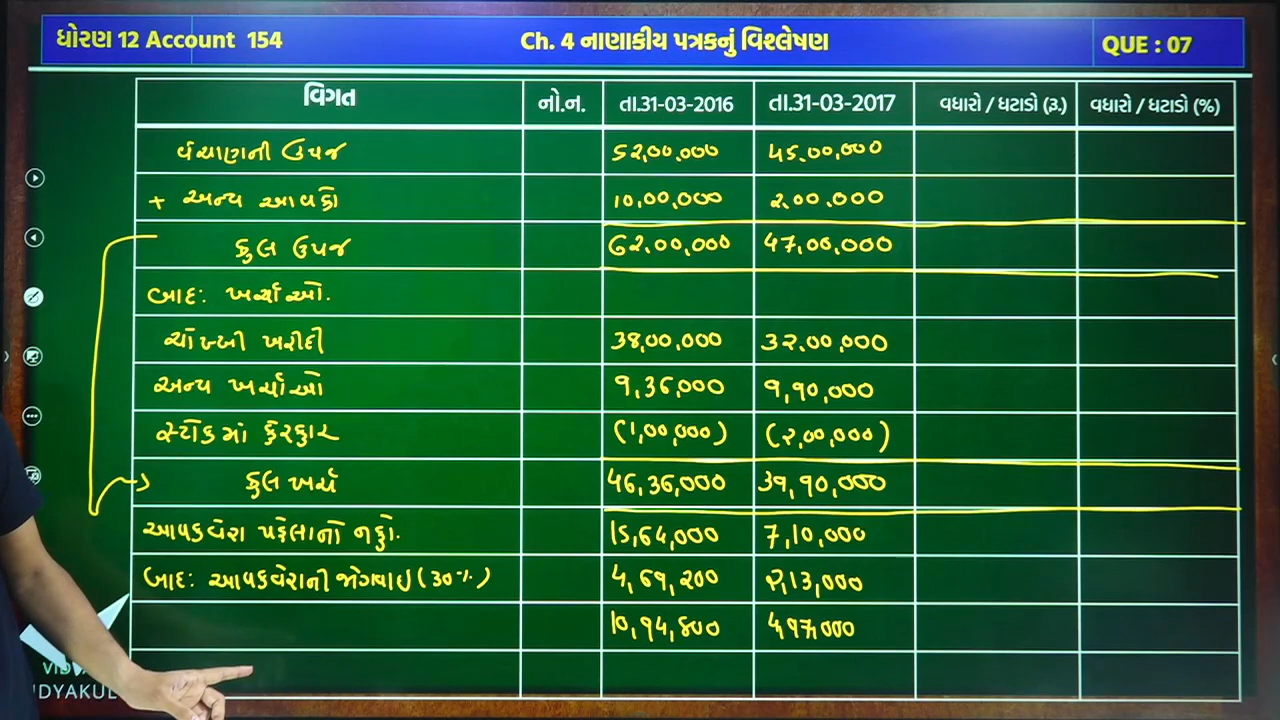 ધોરણ 12 Account 154 Ch. 4 નાણાકીય પત્રકનું વિશ્લેષણ QUE : 07
વિગત નો.ન. તા.31-03-2016 તા.31-03-2017 વધારો / ઘટાડો (રૂ.) વધારો / ઘટાડો (%)
વેચાણની ઉપજ 52,00,000 45,00,000
+ અન્ય આવકો 10,00,000 2,00,000
કુલ ઉપજ 62,00,000 47,00,000
બાદ: ખર્ચાઓ.
ચોખ્ખી ખરીદી 38,00,000 32,00,000
અન્ય ખર્ચાઓ 9,36,000 9,90,000
સ્ટોકમાં ફેરફાર (1,00,000) (2,00,000)
કુલ ખર્ચ 46,36,000 39,90,000
આવકવેરા પહેલાનો નફો. 15,64,000 7,10,000
બાદ: આવકવેરાની જોગવાઇ (30%) 4,69,200 2,13,000
10,94,800 4,97,000
DYAKUL